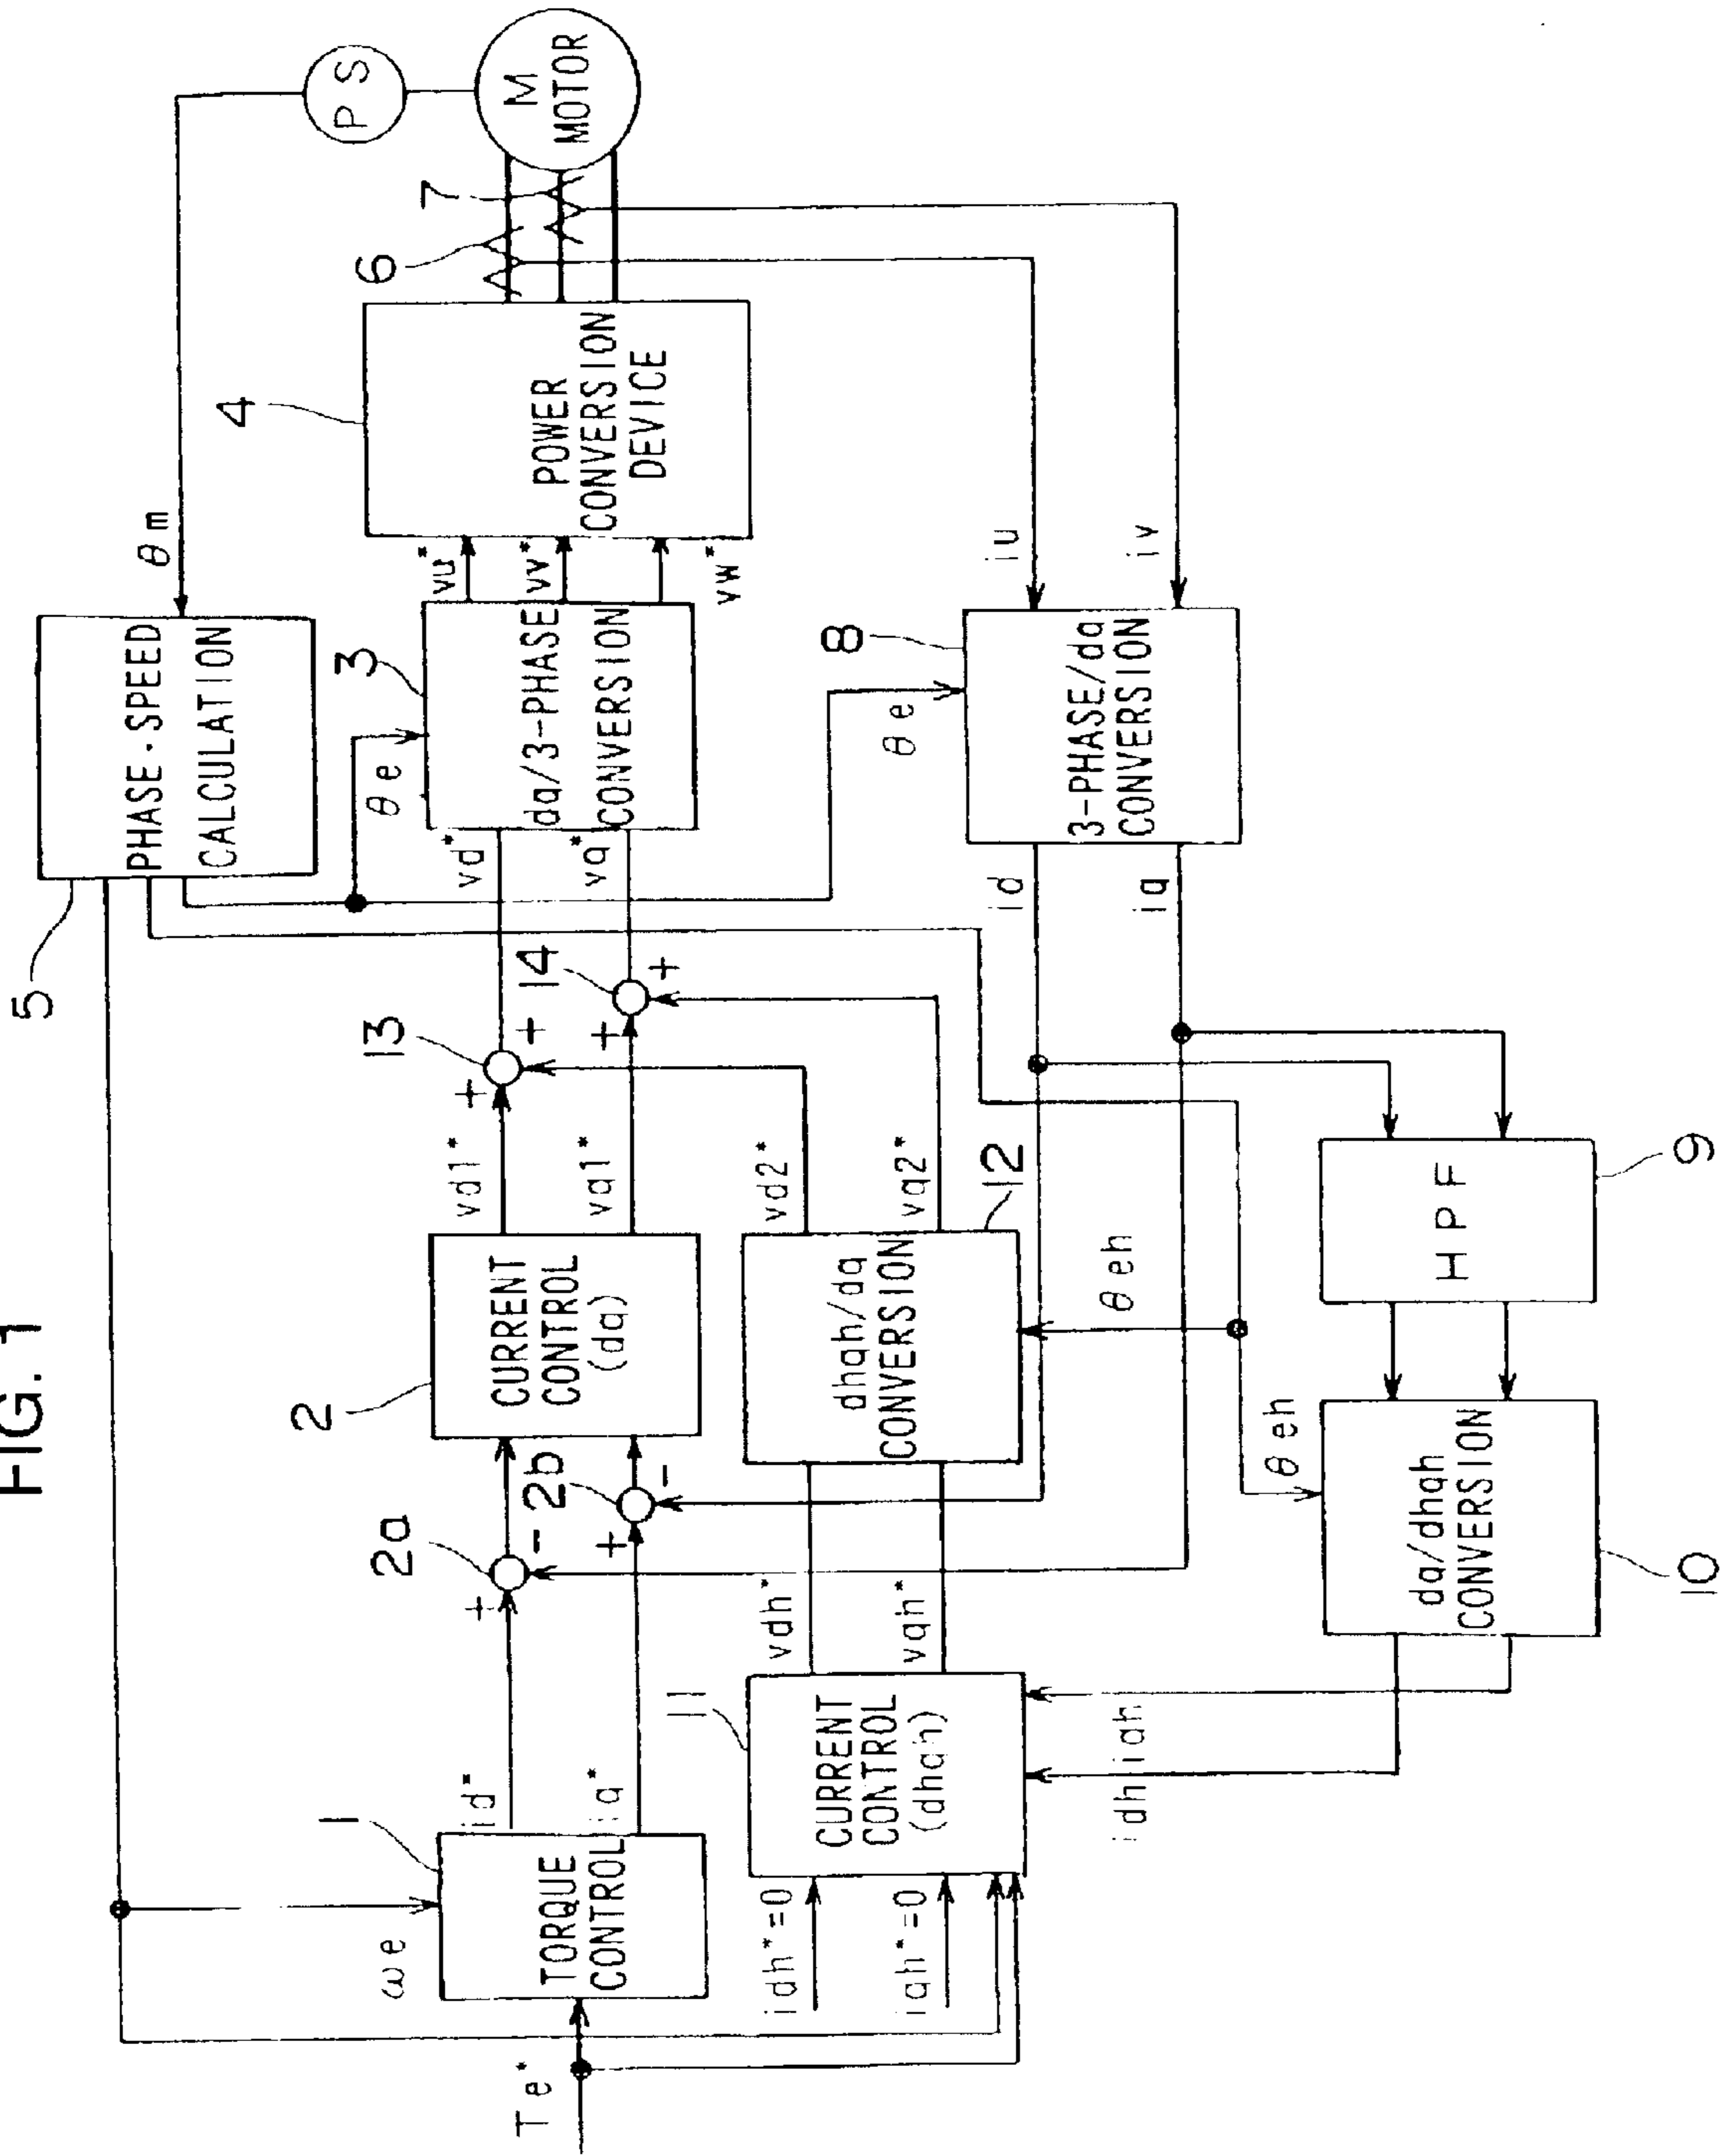 FIG. 1
5
PHASE·SPEED
CALCULATION
θm
PS
M
MOTOR
ωe
Te*
1
TORQUE
CONTROL
id*
iq*
2a
+
-
2b
+
-
2
CURRENT
CONTROL
(dq)
vd1*
vq1*
13
+
+
14
+
+
vd*
vq*
θe
3
dq/3-PHASE
CONVERSION
vu*
vv*
vw*
4
POWER
CONVERSION
DEVICE
6
7
idh*=0
iqh*=0
11
CURRENT
CONTROL
(dhqh)
vdh*
vqh*
dhqh/dq
CONVERSION
12
vd2*
vq2*
θeh
θe
8
3-PHASE/dq
CONVERSION
id
iq
iu
iv
idh
iqh
θeh
dq/dhqh
CONVERSION
10
HPF
9